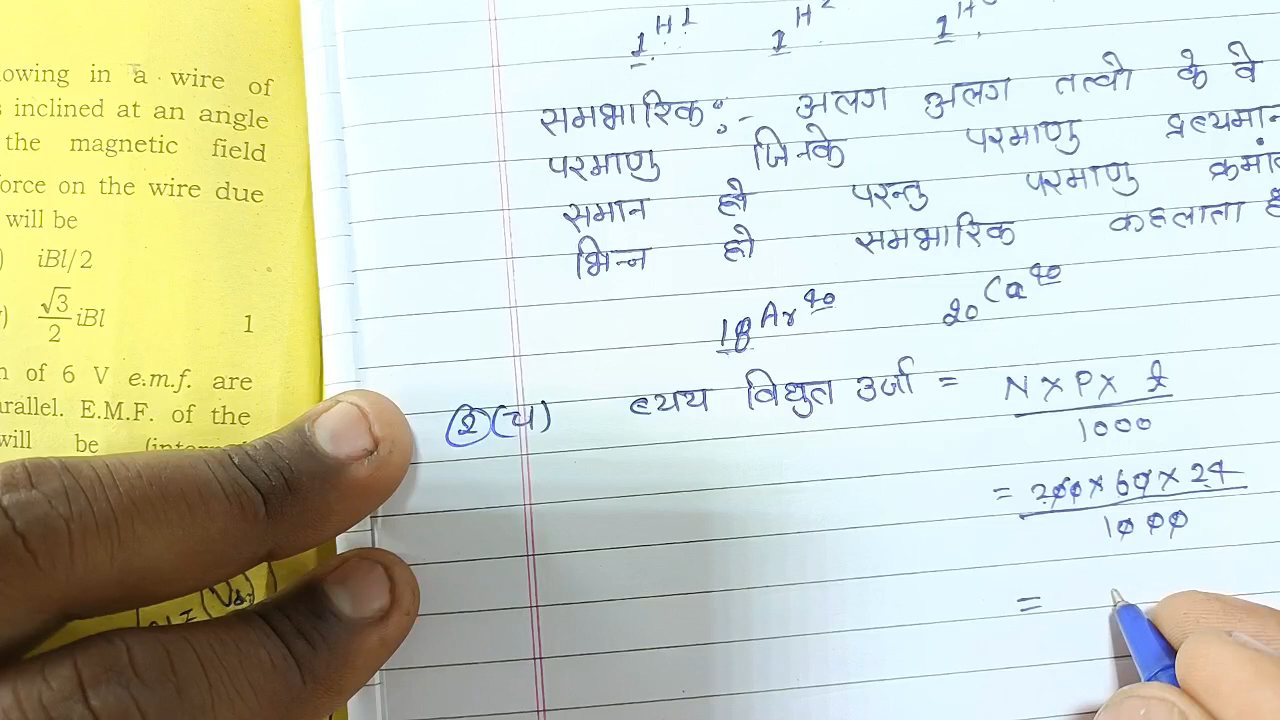 owing in a wire of
inclined at an angle
the magnetic field
orce on the wire due
will be
iBl/2
√3/2 iBl 1
of 6 V e.m.f. are
rallel. E.M.F. of the
will be
1H1 1H2 1H
समभारिक:- अलग अलग तत्वो के वे
परमाणु जिनके परमाणु द्रव्यमान
समान हो परन्तु परमाणु क्रमांक
भिन्न हो समभारिक कहलाता है
18Ar40 20Ca40
2 (च) व्यय विद्युत उर्जा = N × P × t
1000
= 200 × 60 × 24
1000
=